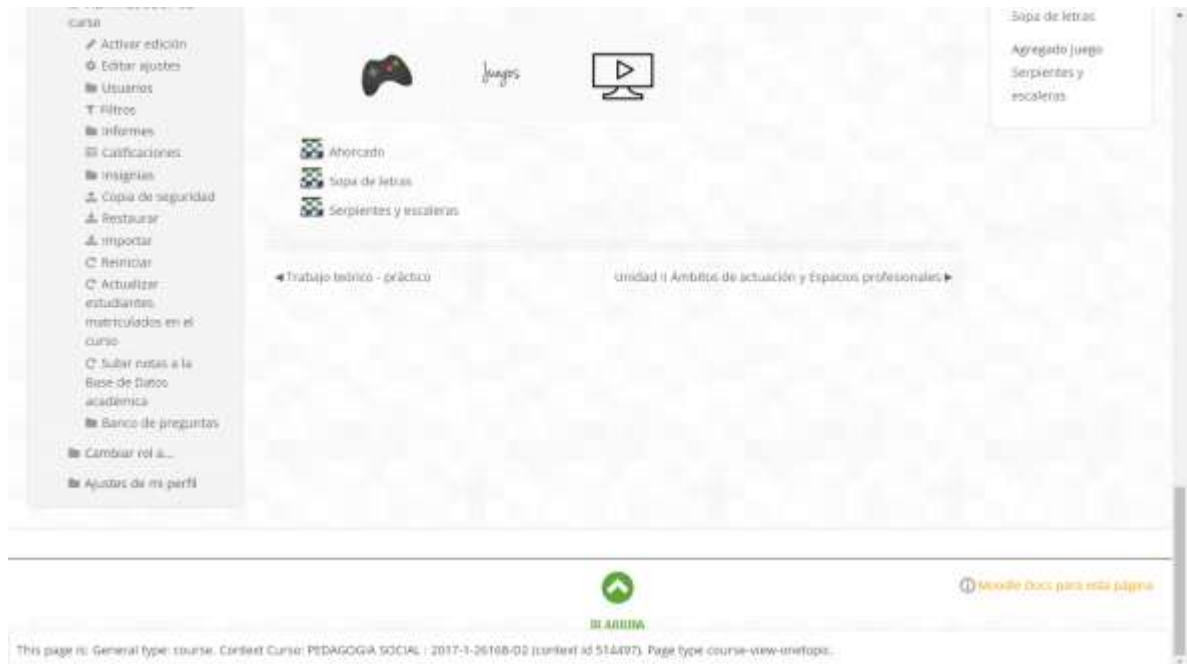 curso
Activar edición
Editar ajustes
Usuarios
Filtros
Informes
Calificaciones
Insignias
Copia de seguridad
Restaurar
Importar
Reiniciar
Actualizar
estudiantes
matriculados en el
curso
Subir notas a la
Base de Datos
académica
Banco de preguntas
Cambiar rol a...
Ajustes de mi perfil
Juegos
Ahorcado
Sopa de letras
Serpientes y escaleras
◄Trabajo teórico - práctico
Unidad II Ámbitos de actuación y Espacios profesionales►
Sopa de letras
Agregado Juego
Serpientes y
escaleras
IR ARRIBA
Moodle Docs para esta página
This page is: General type: course. Context Curso: PEDAGOGIA SOCIAL : 2017-1-26168-D2 (context id 514497). Page type course-view-onetopic.